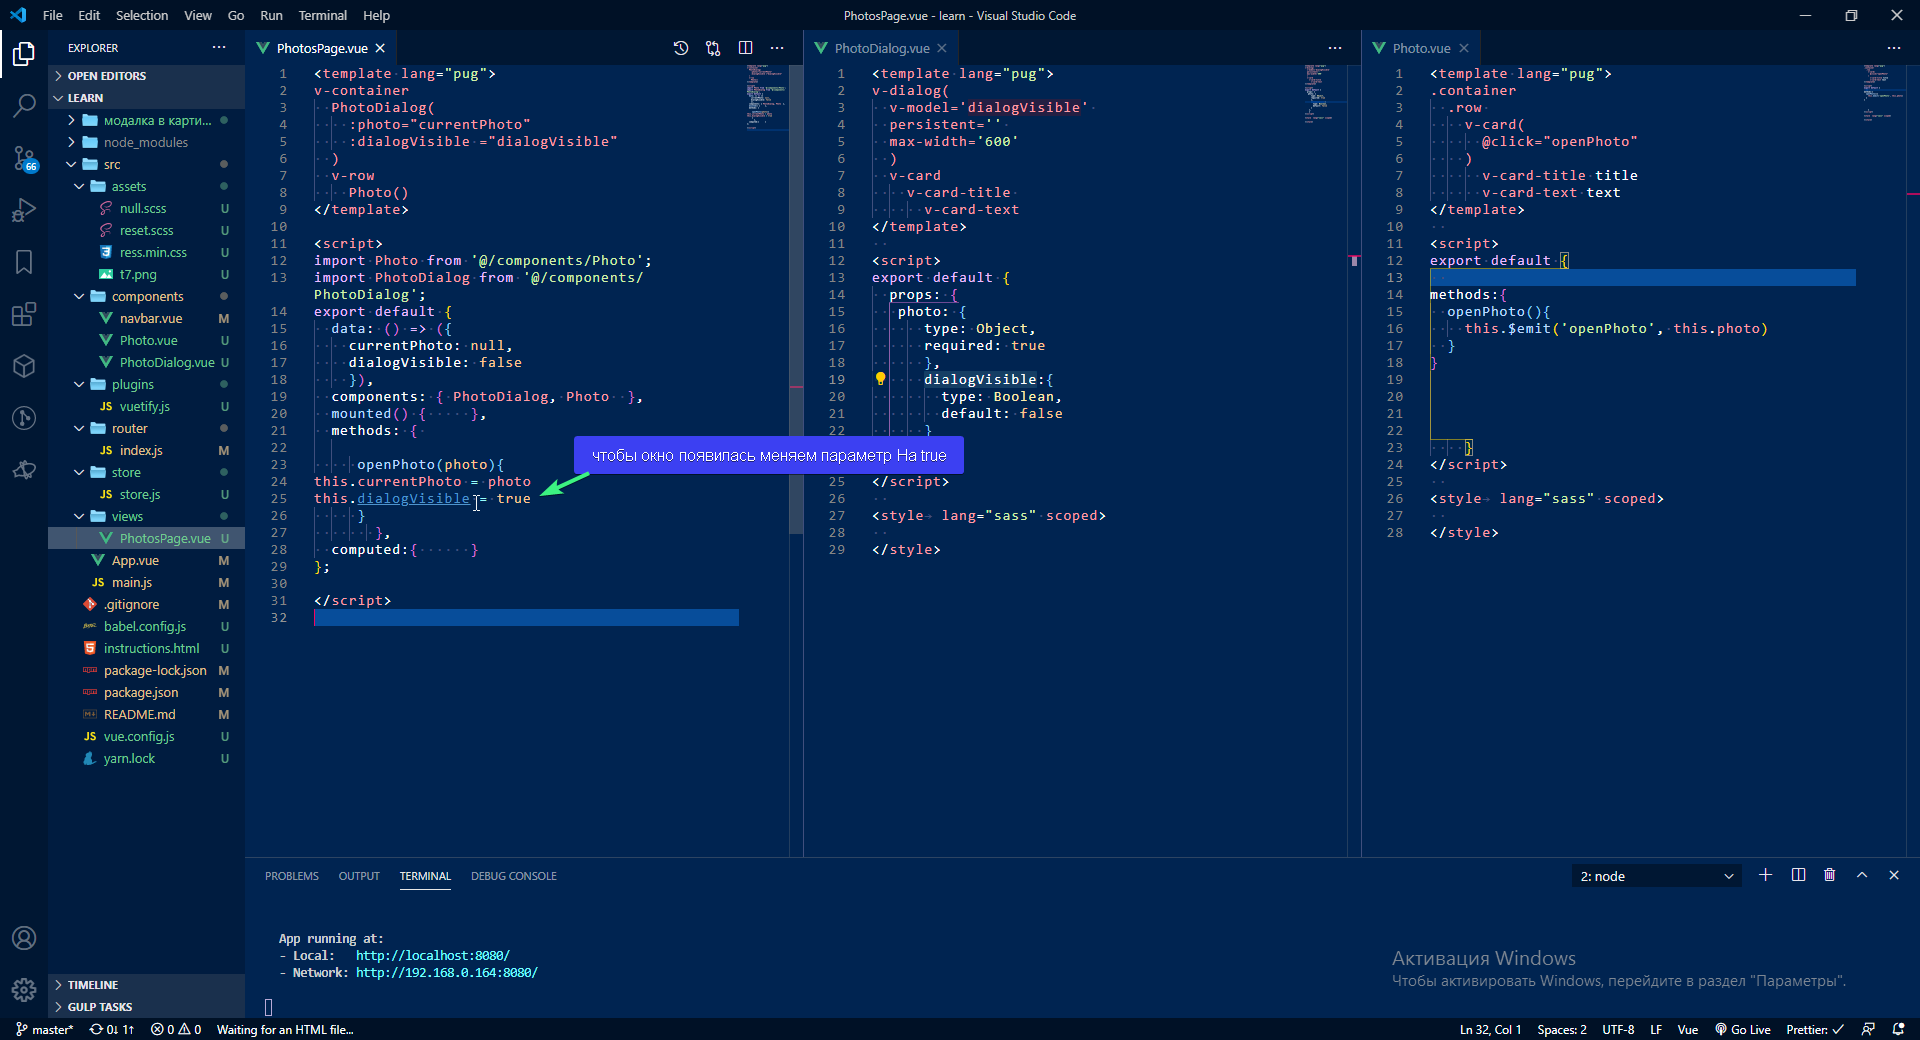 File Edit Selection View Go Run Terminal Help
PhotosPage.vue - learn - Visual Studio Code
EXPLORER
OPEN EDITORS
LEARN
модалка в карти...
node_modules
src
assets
null.scss U
reset.scss U
ress.min.css U
t7.png U
components
navbar.vue M
Photo.vue U
PhotoDialog.vue U
plugins
vuetify.js U
router
index.js M
store
store.js U
views
PhotosPage.vue U
App.vue M
main.js M
.gitignore M
babel.config.js U
instructions.html U
package-lock.json M
package.json M
README.md M
vue.config.js U
yarn.lock U
TIMELINE
GULP TASKS
66
PhotosPage.vue
1 <template lang="pug">
2 v-container
3 PhotoDialog(
4 :photo="currentPhoto"
5 :dialogVisible ="dialogVisible"
6 )
7 v-row
8 Photo()
9 </template>
10
11 <script>
12 import Photo from '@/components/Photo';
13 import PhotoDialog from '@/components/
PhotoDialog';
14 export default {
15 data: () => ({
16 currentPhoto: null,
17 dialogVisible: false
18 }),
19 components: { PhotoDialog, Photo },
20 mounted() { },
21 methods: {
22
23 openPhoto(photo){
24 this.currentPhoto = photo
25 this.dialogVisible = true
26 }
27 },
28 computed:{ }
29 };
30
31 </script>
32
чтобы окно появилась меняем параметр На true
PhotoDialog.vue
1 <template lang="pug">
2 v-dialog(
3 v-model='dialogVisible'
4 persistent=''
5 max-width='600'
6 )
7 v-card
8 v-card-title
9 v-card-text
10 </template>
11
12 <script>
13 export default {
14 props: {
15 photo: {
16 type: Object,
17 required: true
18 },
19 dialogVisible:{
20 type: Boolean,
21 default: false
22 }
25 </script>
26
27 <style lang="sass" scoped>
28
29 </style>
Photo.vue
1 <template lang="pug">
2 .container
3 .row
4 v-card(
5 @click="openPhoto"
6 )
7 v-card-title title
8 v-card-text text
9 </template>
10
11 <script>
12 export default {
13
14 methods:{
15 openPhoto(){
16 this.$emit('openPhoto', this.photo)
17 }
18 }
19
20
21
22
23 }
24 </script>
25
26 <style lang="sass" scoped>
27
28 </style>
PROBLEMS OUTPUT TERMINAL DEBUG CONSOLE
2: node
App running at:
- Local: http://localhost:8080/
- Network: http://192.168.0.164:8080/
Активация Windows
Чтобы активировать Windows, перейдите в раздел "Параметры".
master* 0↓ 1↑ 0 0 Waiting for an HTML file...
Ln 32, Col 1 Spaces: 2 UTF-8 LF Vue Go Live Prettier: ✓